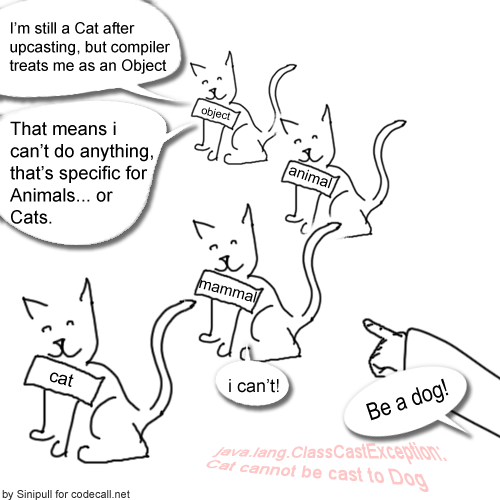 I'm still a Cat after
upcasting, but compiler
treats me as an Object
That means i
can't do anything,
that's specific for
Animals... or
Cats.
object
animal
mammal
cat
i can't!
Be a dog!
java.lang.ClassCastException:
Cat cannot be cast to Dog
by Sinipull for codecall.net